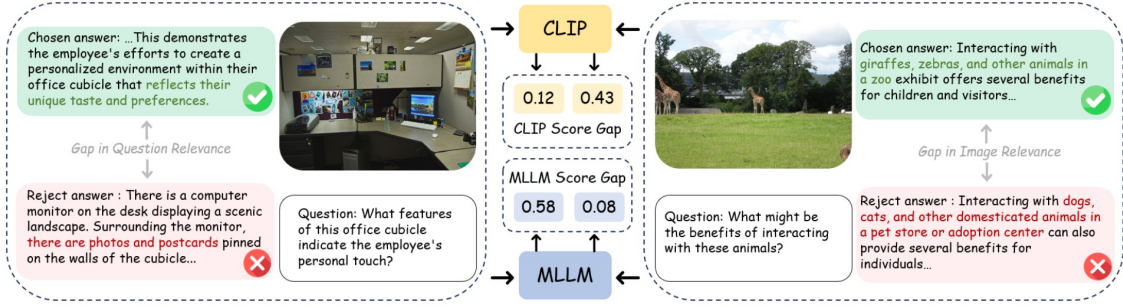 Chosen answer: ...This demonstrates
the employee's efforts to create a
personalized environment within their
office cubicle that reflects their
unique taste and preferences.
Gap in Question Relevance
Reject answer : There is a computer
monitor on the desk displaying a scenic
landscape. Surrounding the monitor,
there are photos and postcards pinned
on the walls of the cubicle...
Question: What features
of this office cubicle
indicate the employee's
personal touch?
CLIP
0.12 0.43
CLIP Score Gap
MLLM Score Gap
0.58 0.08
MLLM
Question: What might be
the benefits of interacting
with these animals?
Chosen answer: Interacting with
giraffes, zebras, and other animals in
a zoo exhibit offers several benefits
for children and visitors...
Gap in Image Relevance
Reject answer : Interacting with dogs,
cats, and other domesticated animals in
a pet store or adoption center can also
provide several benefits for
individuals...